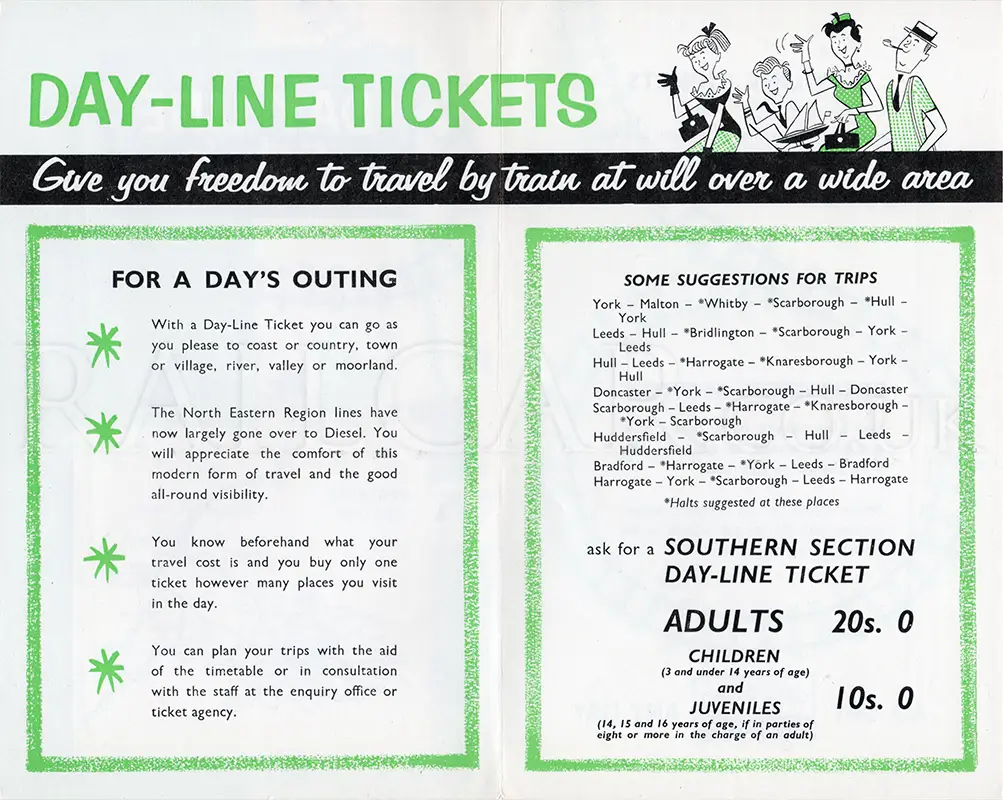 DAY-LINE TICKETS
Give you freedom to travel by train at will over a wide area
FOR A DAY'S OUTING
With a Day-Line Ticket you can go as
you please to coast or country, town
or village, river, valley or moorland.
The North Eastern Region lines have
now largely gone over to Diesel. You
will appreciate the comfort of this
modern form of travel and the good
all-round visibility.
You know beforehand what your
travel cost is and you buy only one
ticket however many places you visit
in the day.
You can plan your trips with the aid
of the timetable or in consultation
with the staff at the enquiry office or
ticket agency.
SOME SUGGESTIONS FOR TRIPS
York – Malton – *Whitby – *Scarborough – *Hull –
York
Leeds – Hull – *Bridlington – *Scarborough – York –
Leeds
Hull – Leeds – *Harrogate – *Knaresborough – York –
Hull
Doncaster – *York – *Scarborough – Hull – Doncaster
Scarborough – Leeds – *Harrogate – *Knaresborough –
*York – Scarborough
Huddersfield – *Scarborough – Hull – Leeds –
Huddersfield
Bradford – *Harrogate – *York – Leeds – Bradford
Harrogate – York – *Scarborough – Leeds – Harrogate
*Halts suggested at these places
ask for a SOUTHERN SECTION
DAY-LINE TICKET
ADULTS 20s. 0
CHILDREN
(3 and under 14 years of age)
and
JUVENILES 10s. 0
(14, 15 and 16 years of age, if in parties of
eight or more in the charge of an adult)